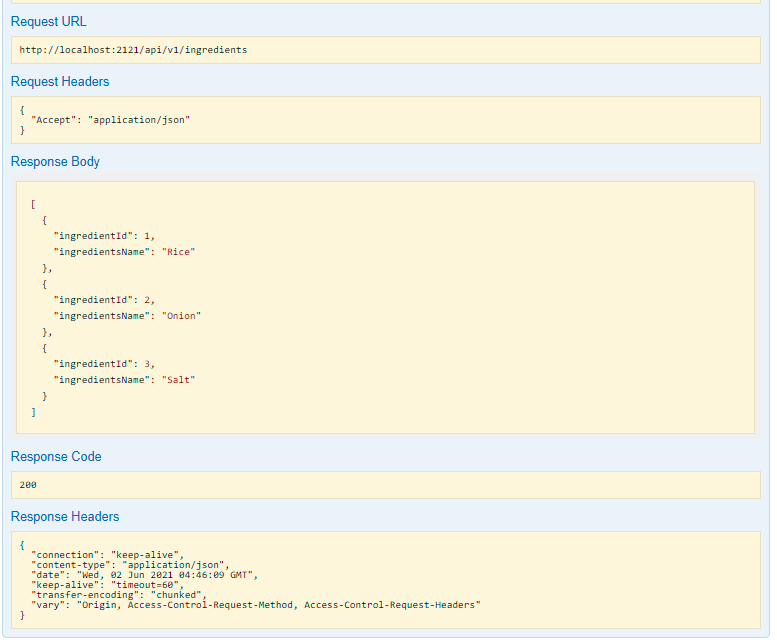 Request URL
http://localhost:2121/api/v1/ingredients
Request Headers
{
  "Accept": "application/json"
}
Response Body
[
  {
    "ingredientId": 1,
    "ingredientsName": "Rice"
  },
  {
    "ingredientId": 2,
    "ingredientsName": "Onion"
  },
  {
    "ingredientId": 3,
    "ingredientsName": "Salt"
  }
]
Response Code
200
Response Headers
{
  "connection": "keep-alive",
  "content-type": "application/json",
  "date": "Wed, 02 Jun 2021 04:46:09 GMT",
  "keep-alive": "timeout=60",
  "transfer-encoding": "chunked",
  "vary": "Origin, Access-Control-Request-Method, Access-Control-Request-Headers"
}